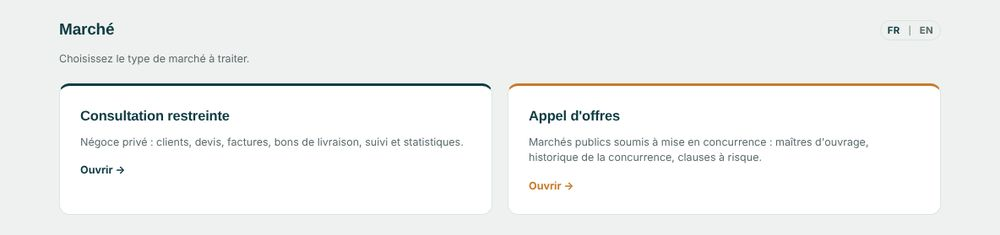 Marché
FR | EN
Choisissez le type de marché à traiter.
Consultation restreinte
Négoce privé : clients, devis, factures, bons de livraison, suivi et statistiques.
Ouvrir →
Appel d'offres
Marchés publics soumis à mise en concurrence : maîtres d'ouvrage,
historique de la concurrence, clauses à risque.
Ouvrir →